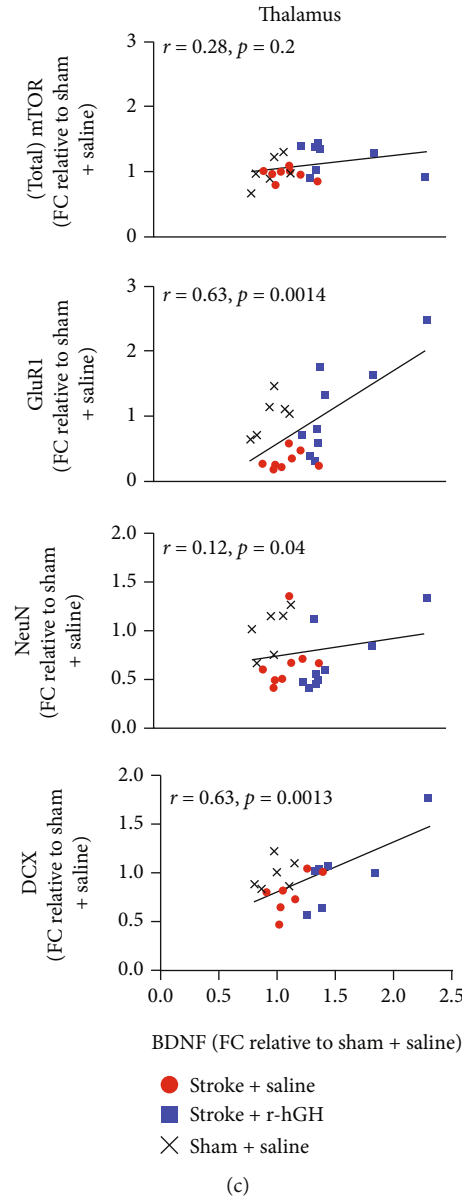 Thalamus
r = 0.28, p = 0.2
3
2
1
0
(Total) mTOR
(FC relative to sham
+ saline)
r = 0.63, p = 0.0014
3
2
1
0
GluR1
(FC relative to sham
+ saline)
r = 0.12, p = 0.04
2.0
1.5
1.0
0.5
0.0
NeuN
(FC relative to sham
+ saline)
r = 0.63, p = 0.0013
2.0
1.5
1.0
0.5
0.0
DCX
(FC relative to sham
+ saline)
0.0 0.5 1.0 1.5 2.0 2.5
BDNF (FC relative to sham + saline)
Stroke + saline
Stroke + r-hGH
Sham + saline
(c)